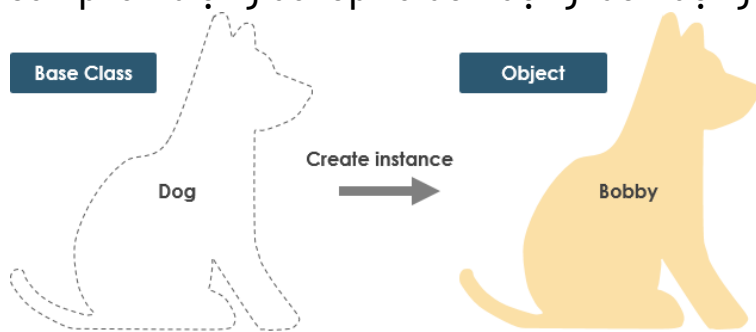 Base Class
Object
Create instance
Dog
Bobby